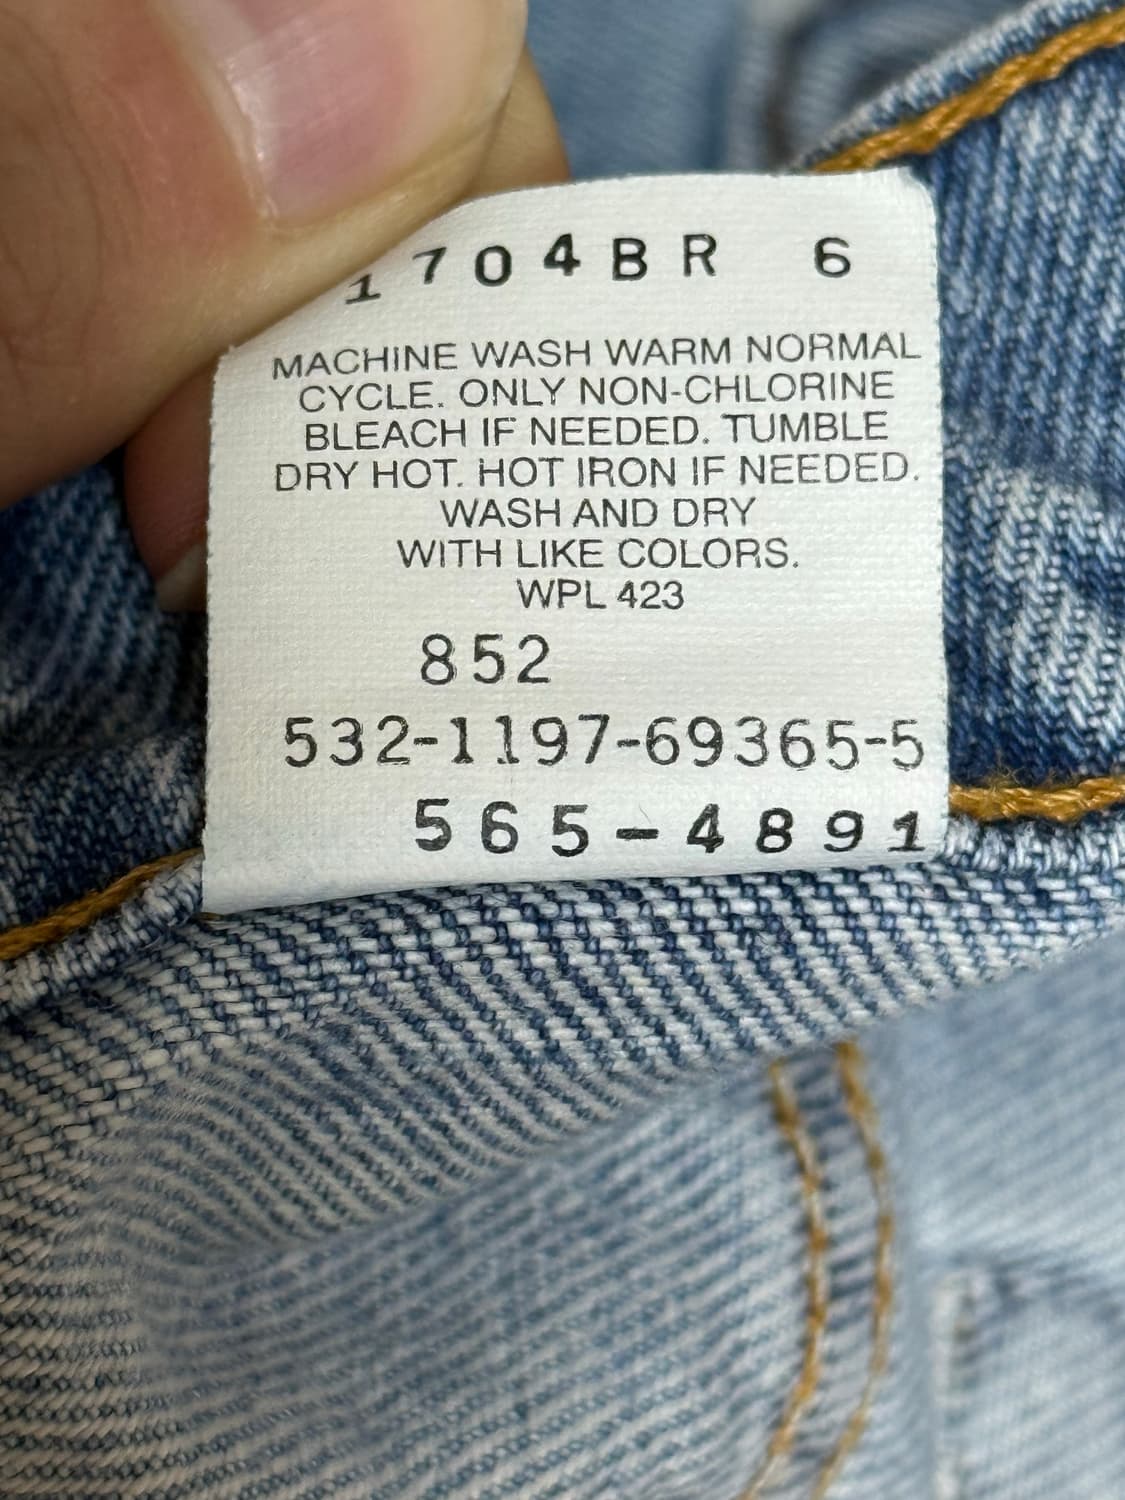 1704BR 6
MACHINE WASH WARM NORMAL
CYCLE. ONLY NON-CHLORINE
BLEACH IF NEEDED. TUMBLE
DRY HOT. HOT IRON IF NEEDED.
WASH AND DRY
WITH LIKE COLORS.
WPL 423
852
532-1197-69365-5
565-4891